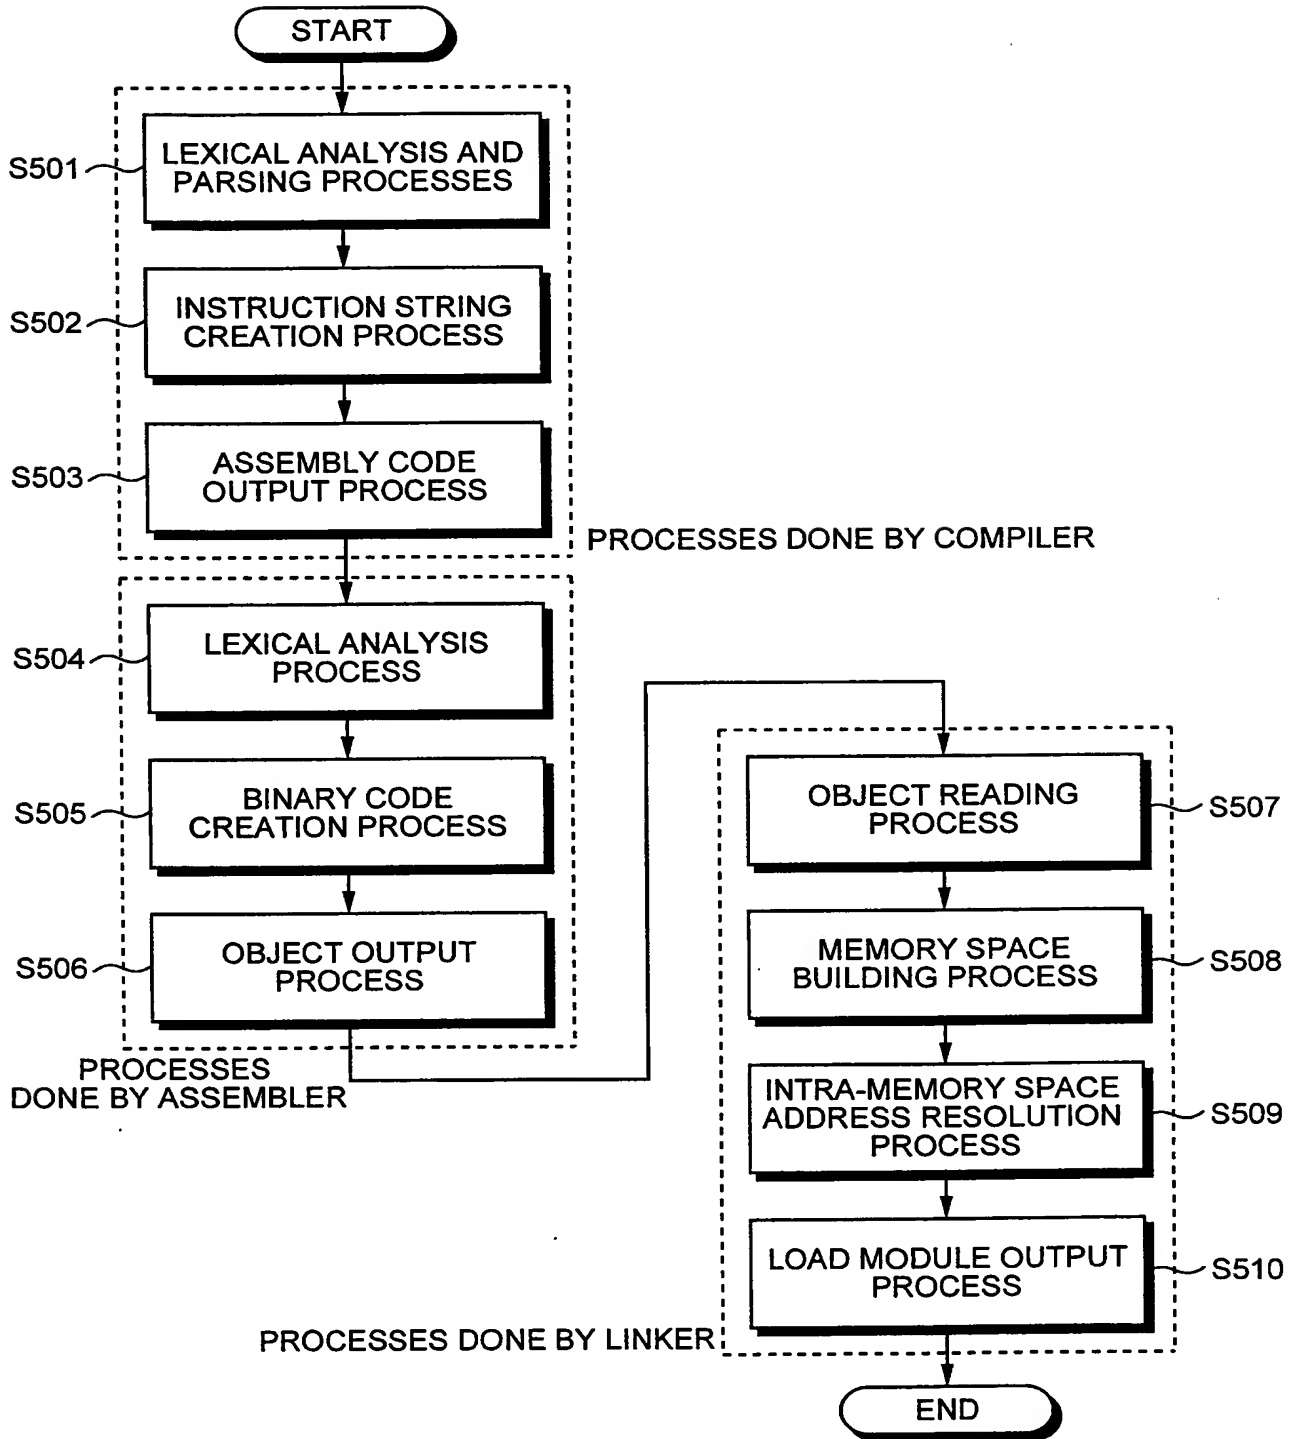 START
S501
LEXICAL ANALYSIS AND
PARSING PROCESSES
S502
INSTRUCTION STRING
CREATION PROCESS
S503
ASSEMBLY CODE
OUTPUT PROCESS
PROCESSES DONE BY COMPILER
S504
LEXICAL ANALYSIS
PROCESS
S505
BINARY CODE
CREATION PROCESS
S506
OBJECT OUTPUT
PROCESS
PROCESSES
DONE BY ASSEMBLER
OBJECT READING
PROCESS
S507
MEMORY SPACE
BUILDING PROCESS
S508
INTRA-MEMORY SPACE
ADDRESS RESOLUTION
PROCESS
S509
LOAD MODULE OUTPUT
PROCESS
S510
PROCESSES DONE BY LINKER
END